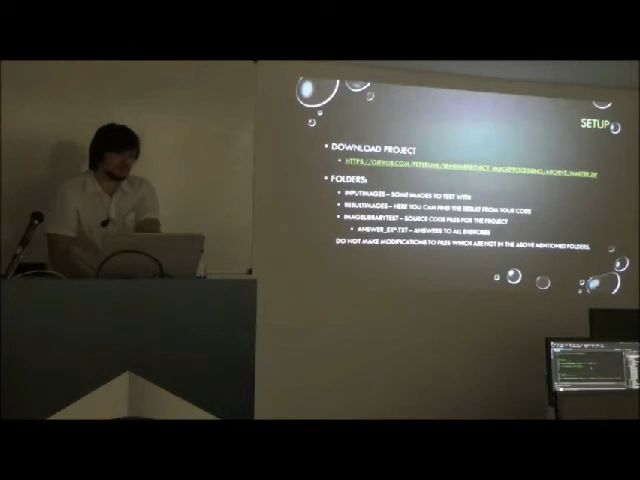 SETUP
• DOWNLOAD PROJECT
• FOLDERS:
• INPUTIMAGES – SOME IMAGES TO TEST WITH
• RESULTIMAGES – HERE YOU CAN FIND THE RESULT FROM YOUR CODE
• IMAGELIBRARYTEST – SOURCE CODE FILES FOR THE PROJECT
• ANSWER_EX*.TXT – ANSWERS TO ALL EXERCISES
DO NOT MAKE MODIFICATIONS TO FILES WHICH ARE NOT IN THE ABOVE MENTIONED FOLDERS.